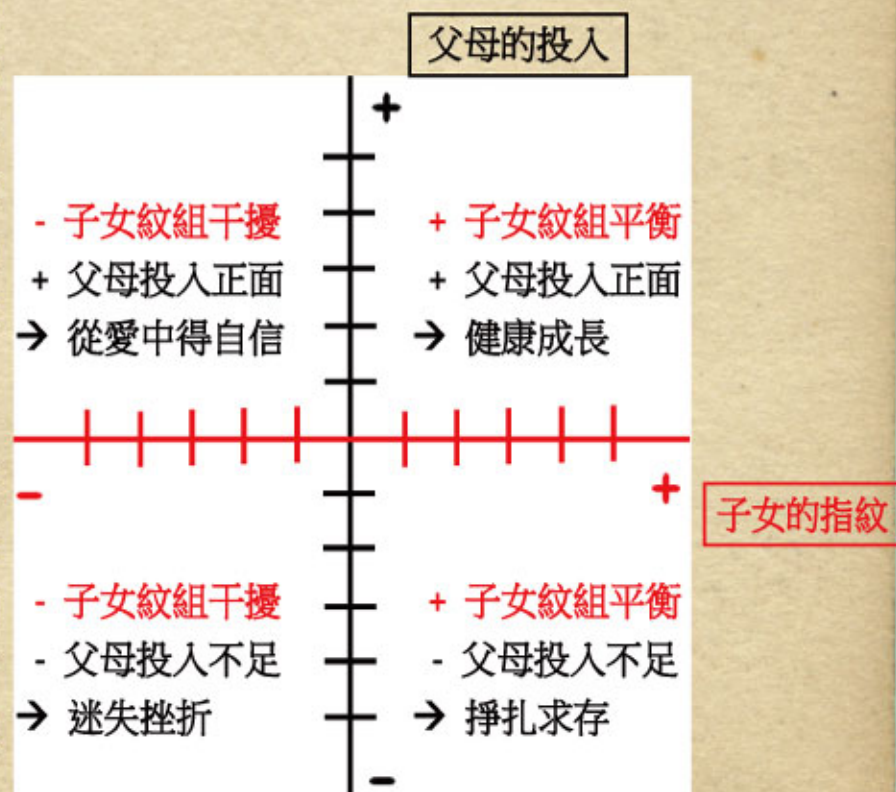 父母的投入
+
- 子女紋組干擾
+ 父母投入正面
→ 從愛中得自信
+ 子女紋組平衡
+ 父母投入正面
→ 健康成長
-
+
子女的指紋
- 子女紋組干擾
- 父母投入不足
→ 迷失挫折
+ 子女紋組平衡
- 父母投入不足
→ 掙扎求存
-